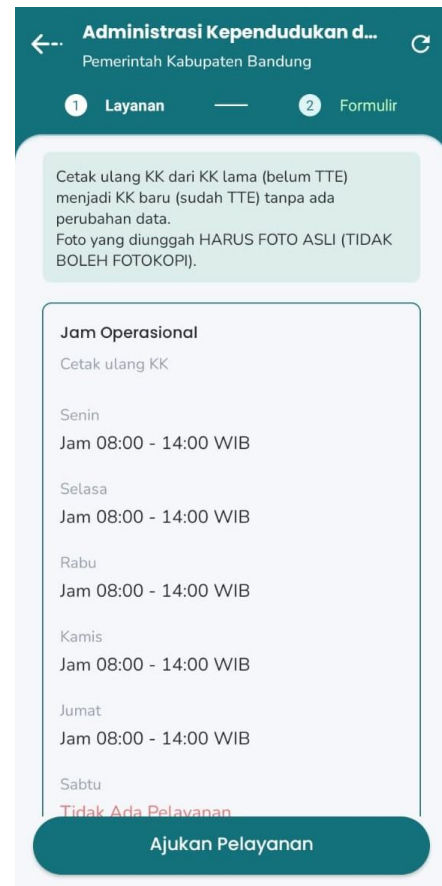 Administrasi Kependudukan d...
Pemerintah Kabupaten Bandung
1 Layanan 2 Formulir
Cetak ulang KK dari KK lama (belum TTE)
menjadi KK baru (sudah TTE) tanpa ada
perubahan data.
Foto yang diunggah HARUS FOTO ASLI (TIDAK
BOLEH FOTOKOPI).
Jam Operasional
Cetak ulang KK
Senin
Jam 08:00 - 14:00 WIB
Selasa
Jam 08:00 - 14:00 WIB
Rabu
Jam 08:00 - 14:00 WIB
Kamis
Jam 08:00 - 14:00 WIB
Jumat
Jam 08:00 - 14:00 WIB
Sabtu
Tidak Ada Pelayanan
Ajukan Pelayanan